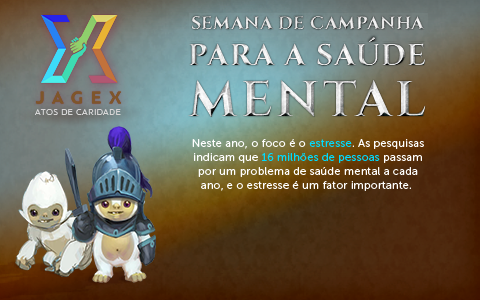 JAGEX
ATOS DE CARIDADE
SEMANA DE CAMPANHA
PARA A SAÚDE
MENTAL
Neste ano, o foco é o estresse. As pesquisas
indicam que 16 milhões de pessoas passam
por um problema de saúde mental a cada
ano, e o estresse é um fator importante.